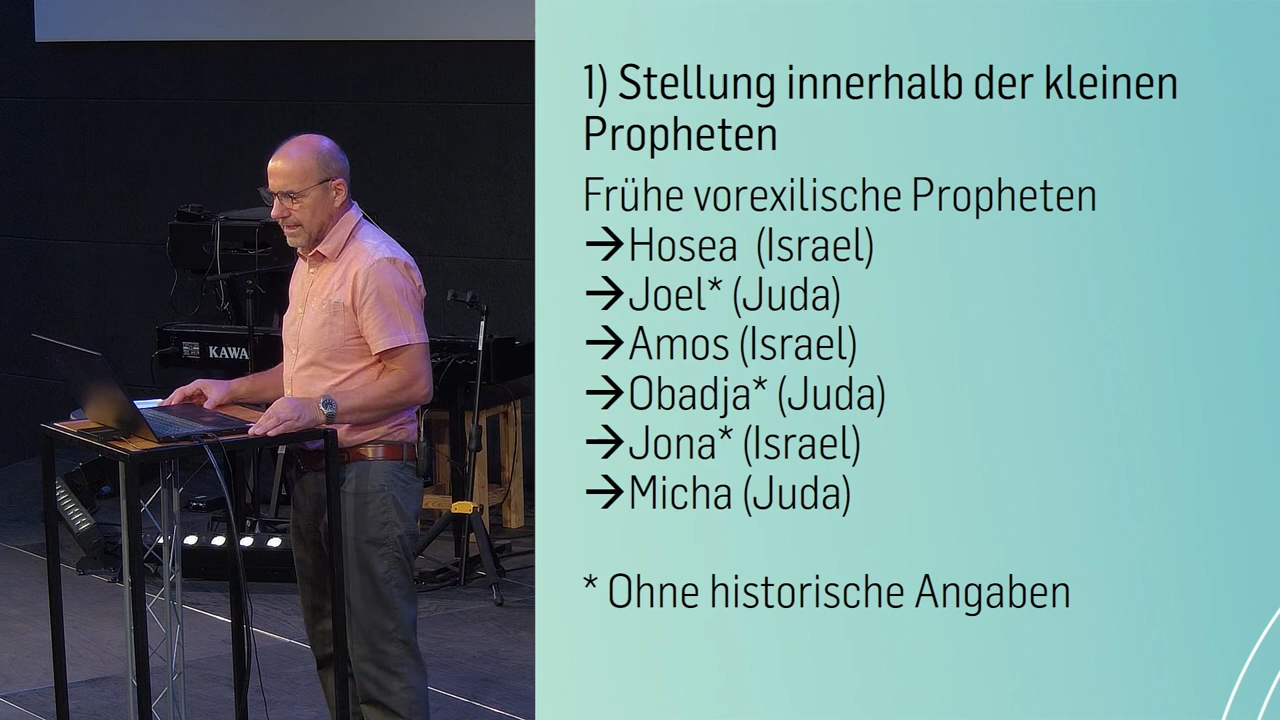 1) Stellung innerhalb der kleinen
Propheten
Frühe vorexilische Propheten
→Hosea (Israel)
→Joel* (Juda)
→Amos (Israel)
→Obadja* (Juda)
→Jona* (Israel)
→Micha (Juda)
* Ohne historische Angaben
KAWA